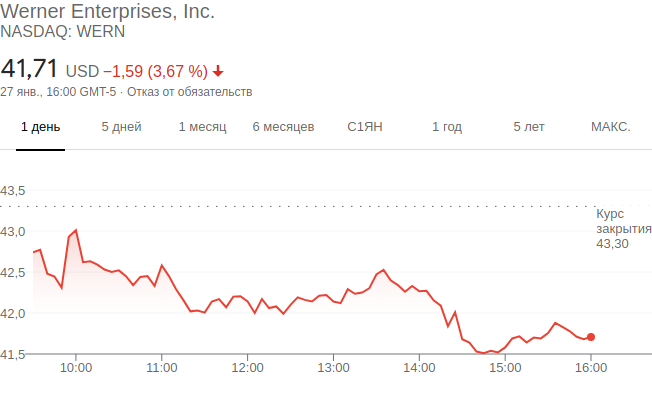 Werner Enterprises, Inc.
NASDAQ: WERN
41,71 USD −1,59 (3,67 %)
27 янв., 16:00 GMT-5 · Отказ от обязательств
1 день 5 дней 1 месяц 6 месяцев С1ЯН 1 год 5 лет МАКС.
43,5
Курс
закрытия
43,30
43,0
42,5
42,0
41,5
10:00 11:00 12:00 13:00 14:00 15:00 16:00